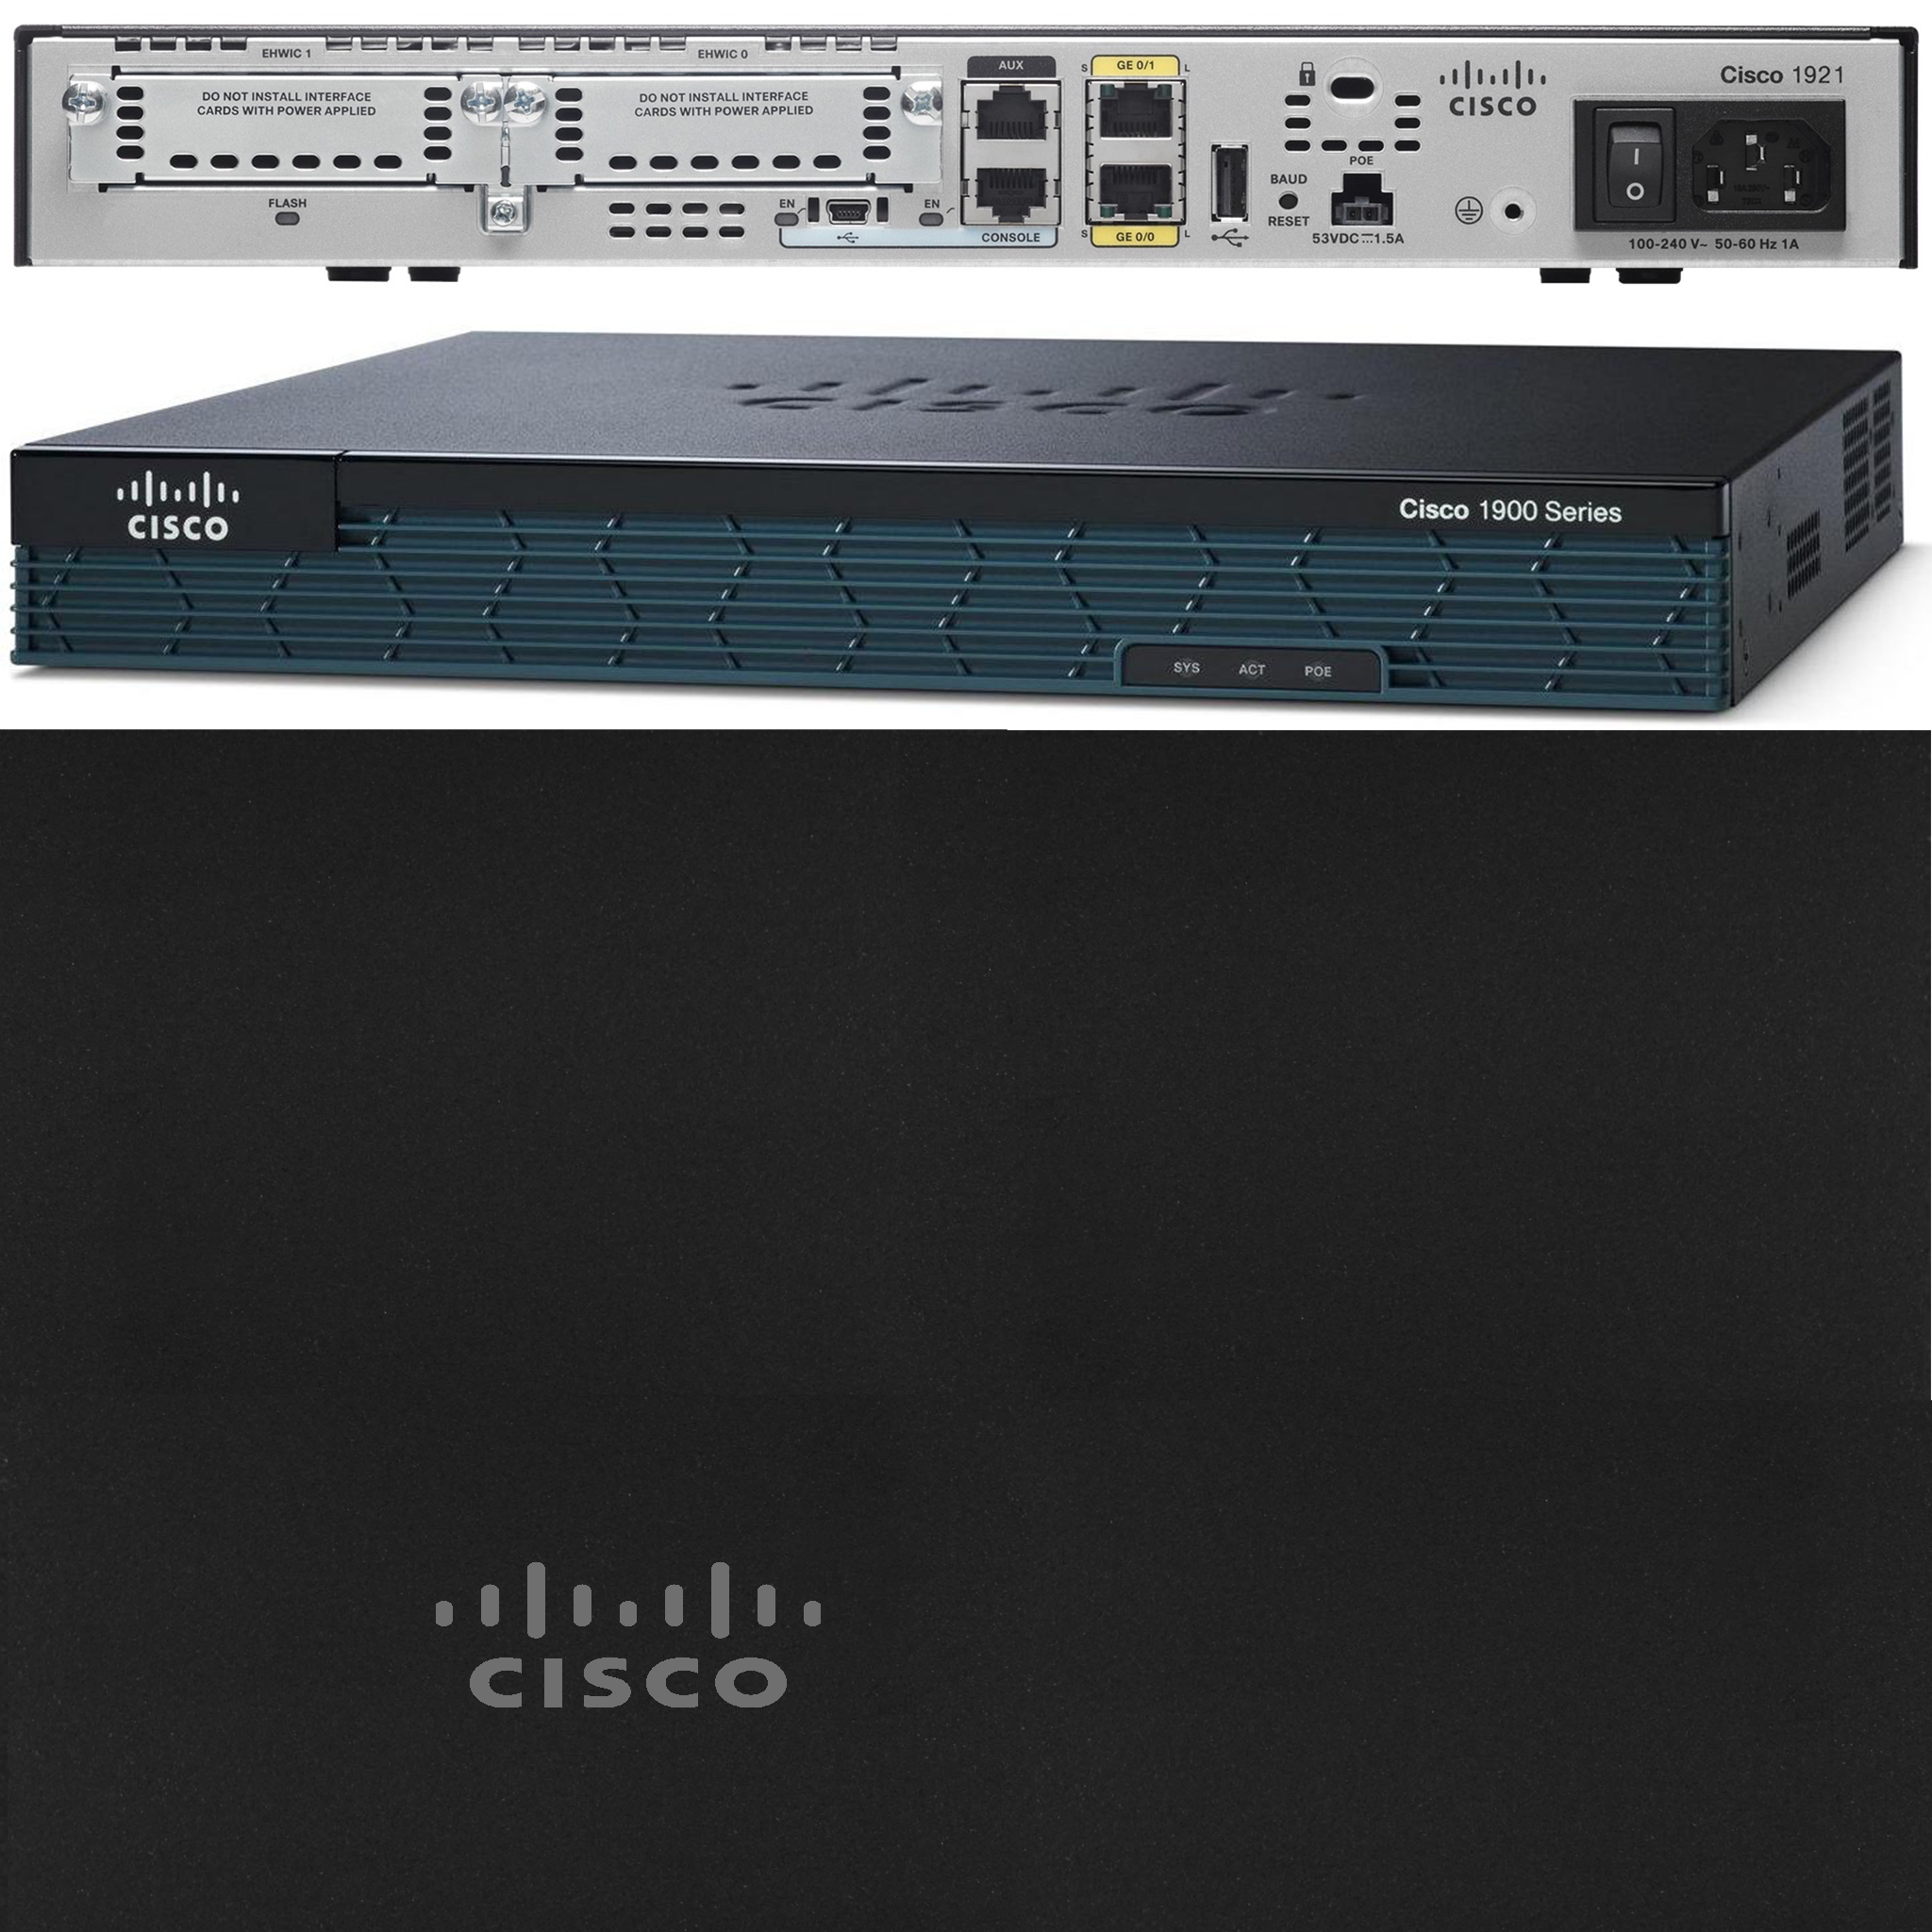 EHWIC 1
EHWIC 0
DO NOT INSTALL INTERFACE
CARDS WITH POWER APPLIED
DO NOT INSTALL INTERFACE
CARDS WITH POWER APPLIED
FLASH
EN
EN
AUX
CONSOLE
S GE 0/1 L
S GE 0/0 L
BAUD
RESET
POE
53VDC⎓1.5A
CISCO
Cisco 1921
I
O
100-240 V~ 50-60 Hz 1A
CISCO
CISCO
Cisco 1900 Series
SYS ACT POE
CISCO